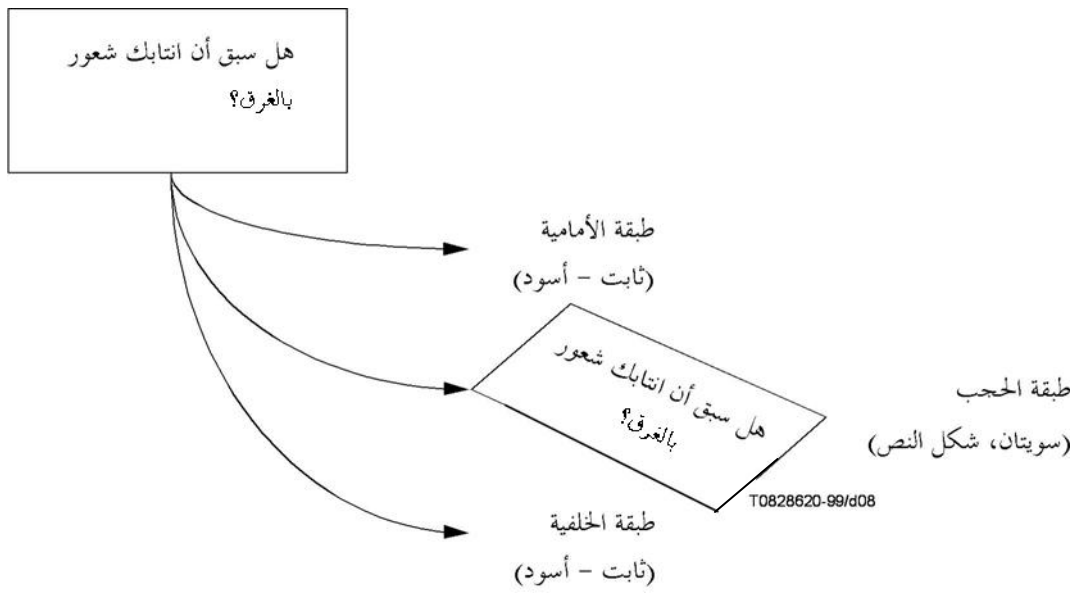 هل سبق أن انتابك شعور
بالغرق؟
طبقة الأمامية
(ثابت – أسود)
هل سبق أن انتابك شعور
بالغرق؟
طبقة الحجب
(سويتان، شكل النص)
T0828620-99/d08
طبقة الخلفية
(ثابت – أسود)